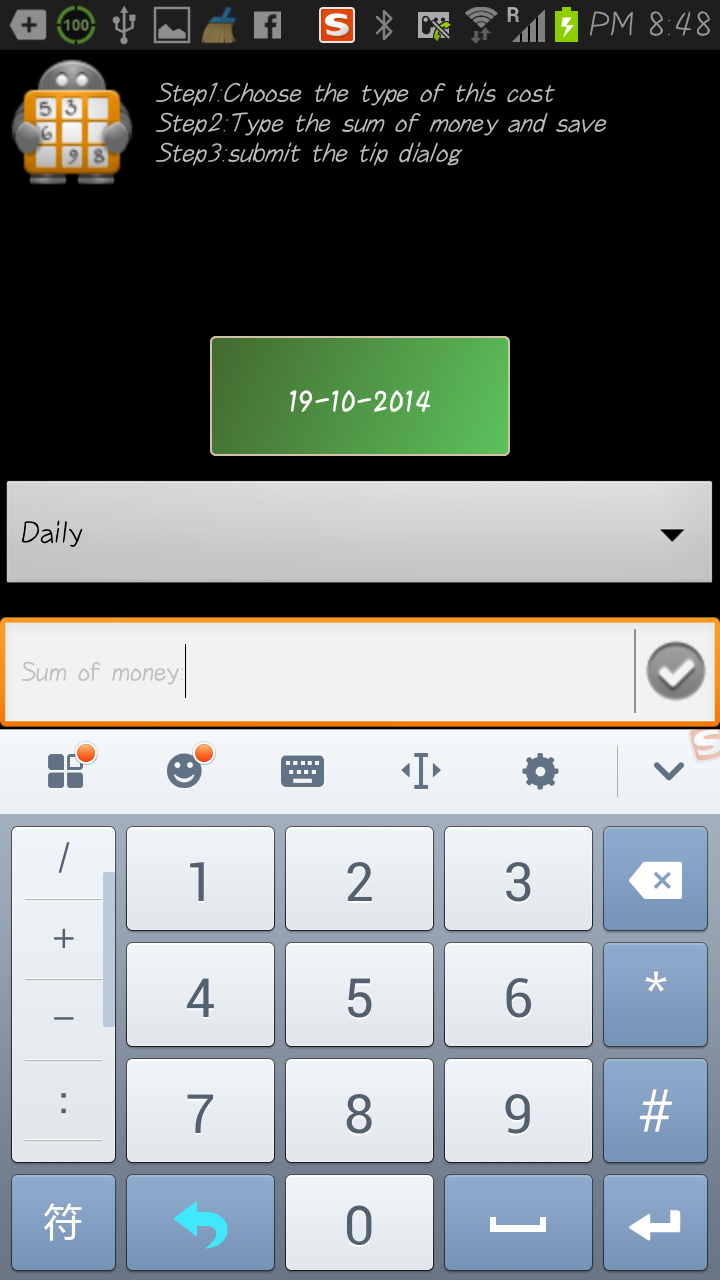 100
S
R
PM 8:48
5 3
6
9 8
Step1:Choose the type of this cost
Step2:Type the sum of money and save
Step3:submit the tip dialog
19-10-2014
Daily
Sum of money:
S
/
1 2 3
+
4 5 6 *
-
7 8 9 #
:
符 0